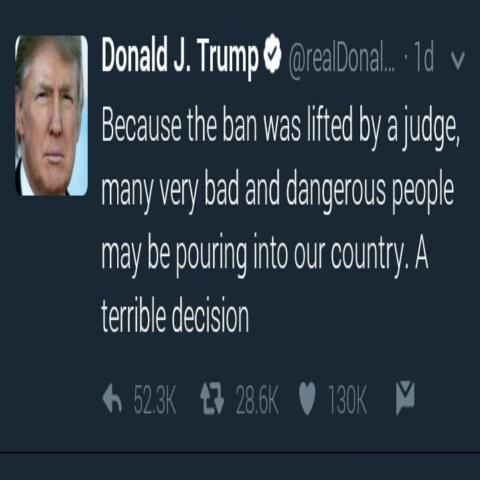 Donald J. Trump @realDonal... · 1d
Because the ban was lifted by a judge,
many very bad and dangerous people
may be pouring into our country. A
terrible decision
52.3K 28.6K 130K